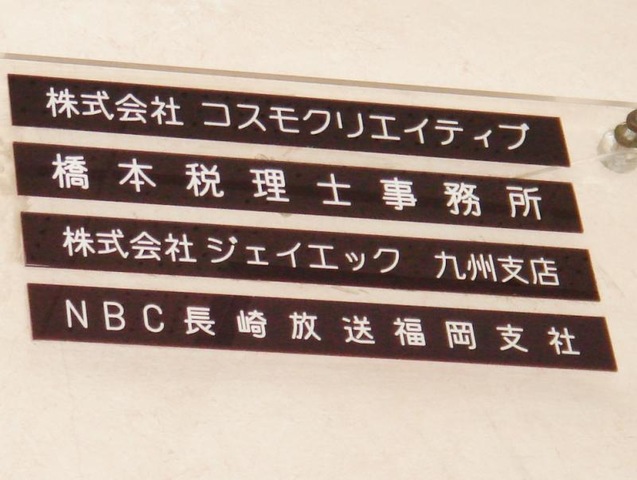 株式会社 コスモクリエイティブ
橋本税理士事務所
株式会社ジェイエック 九州支店
NBC長崎放送福岡支社